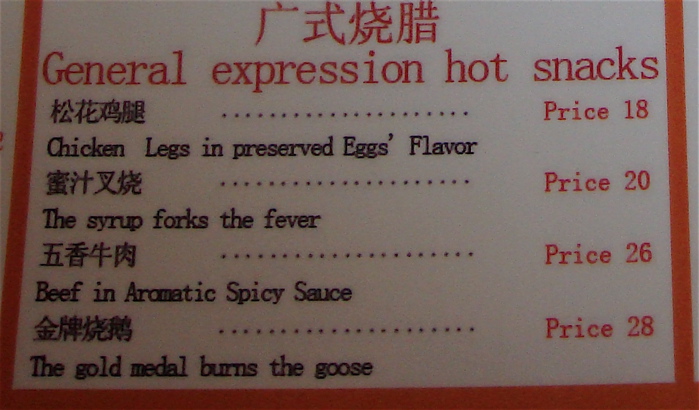 广式烧腊
General expression hot snacks
松花鸡腿 ...................... Price 18
Chicken Legs in preserved Eggs' Flavor
蜜汁叉烧 ...................... Price 20
The syrup forks the fever
五香牛肉 ...................... Price 26
Beef in Aromatic Spicy Sauce
金牌烧鹅 ...................... Price 28
The gold medal burns the goose